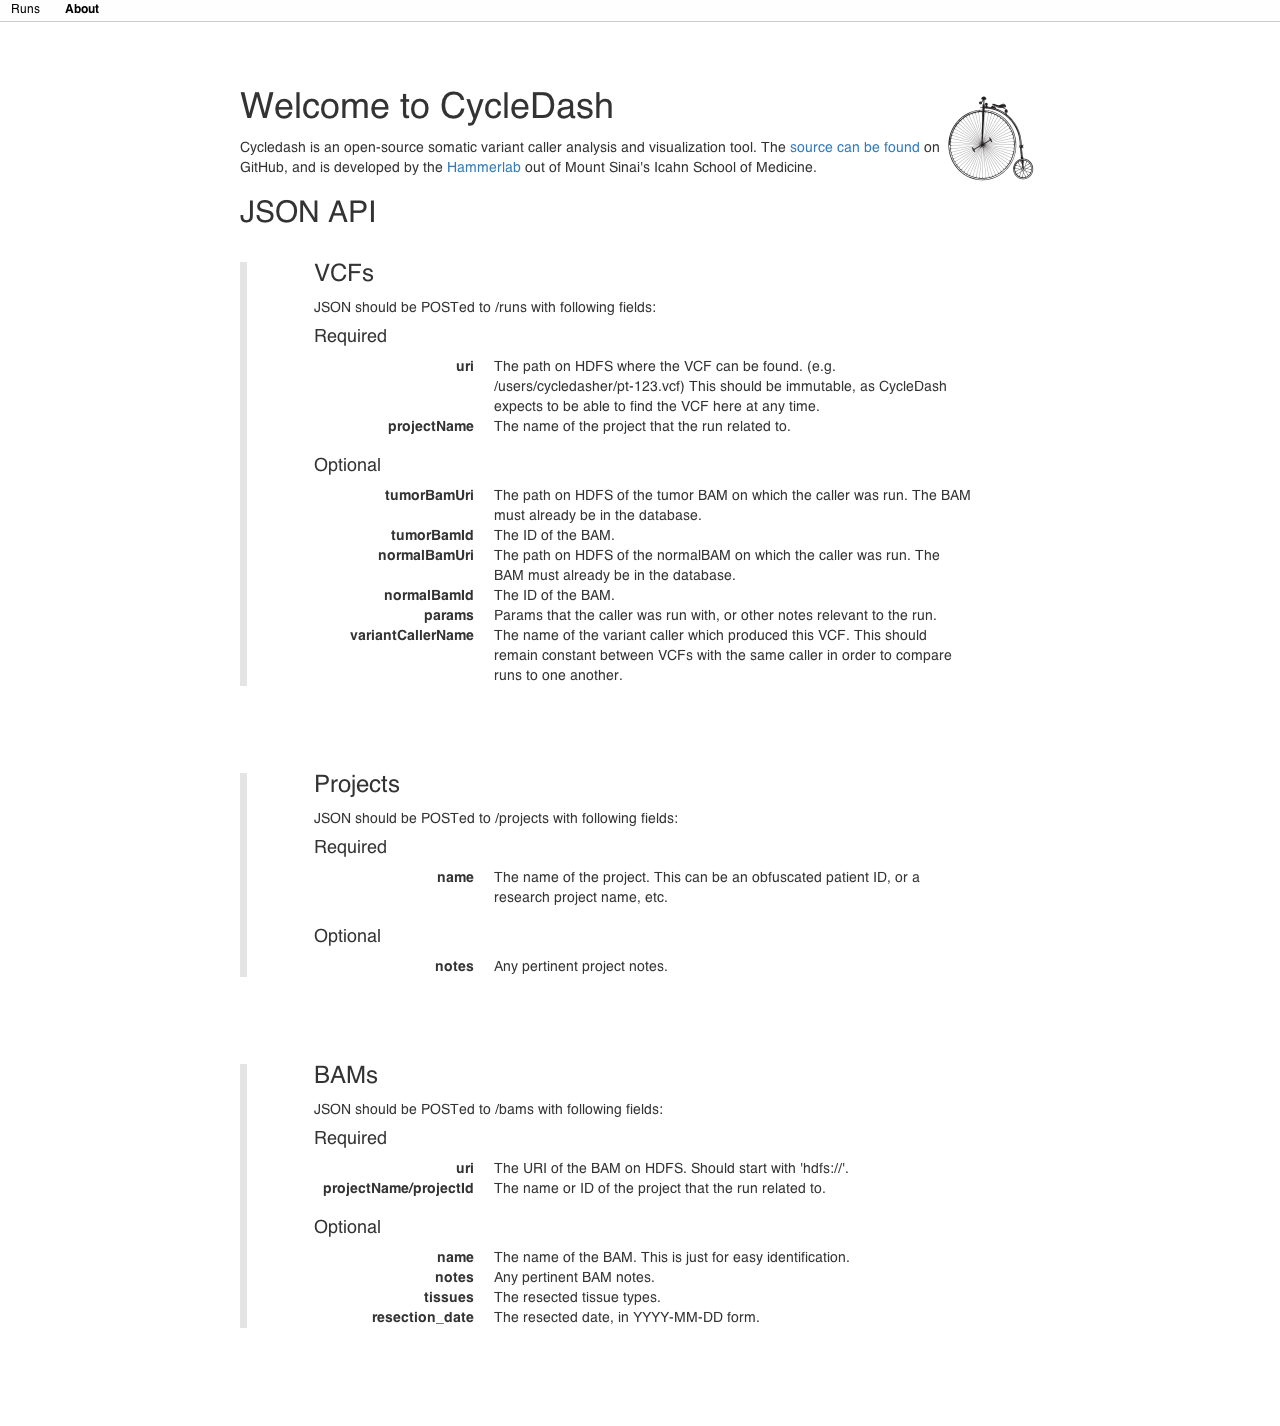 Runs About
Welcome to CycleDash
Cycledash is an open-source somatic variant caller analysis and visualization tool. The source can be found on
GitHub, and is developed by the Hammerlab out of Mount Sinai's Icahn School of Medicine.
JSON API
VCFs
JSON should be POSTed to /runs with following fields:
Required
uri The path on HDFS where the VCF can be found. (e.g.
/users/cycledasher/pt-123.vcf) This should be immutable, as CycleDash
expects to be able to find the VCF here at any time.
projectName The name of the project that the run related to.
Optional
tumorBamUri The path on HDFS of the tumor BAM on which the caller was run. The BAM
must already be in the database.
tumorBamId The ID of the BAM.
normalBamUri The path on HDFS of the normalBAM on which the caller was run. The
BAM must already be in the database.
normalBamId The ID of the BAM.
params Params that the caller was run with, or other notes relevant to the run.
variantCallerName The name of the variant caller which produced this VCF. This should
remain constant between VCFs with the same caller in order to compare
runs to one another.
Projects
JSON should be POSTed to /projects with following fields:
Required
name The name of the project. This can be an obfuscated patient ID, or a
research project name, etc.
Optional
notes Any pertinent project notes.
BAMs
JSON should be POSTed to /bams with following fields:
Required
uri The URI of the BAM on HDFS. Should start with 'hdfs://'.
projectName/projectId The name or ID of the project that the run related to.
Optional
name The name of the BAM. This is just for easy identification.
notes Any pertinent BAM notes.
tissues The resected tissue types.
resection_date The resected date, in YYYY-MM-DD form.